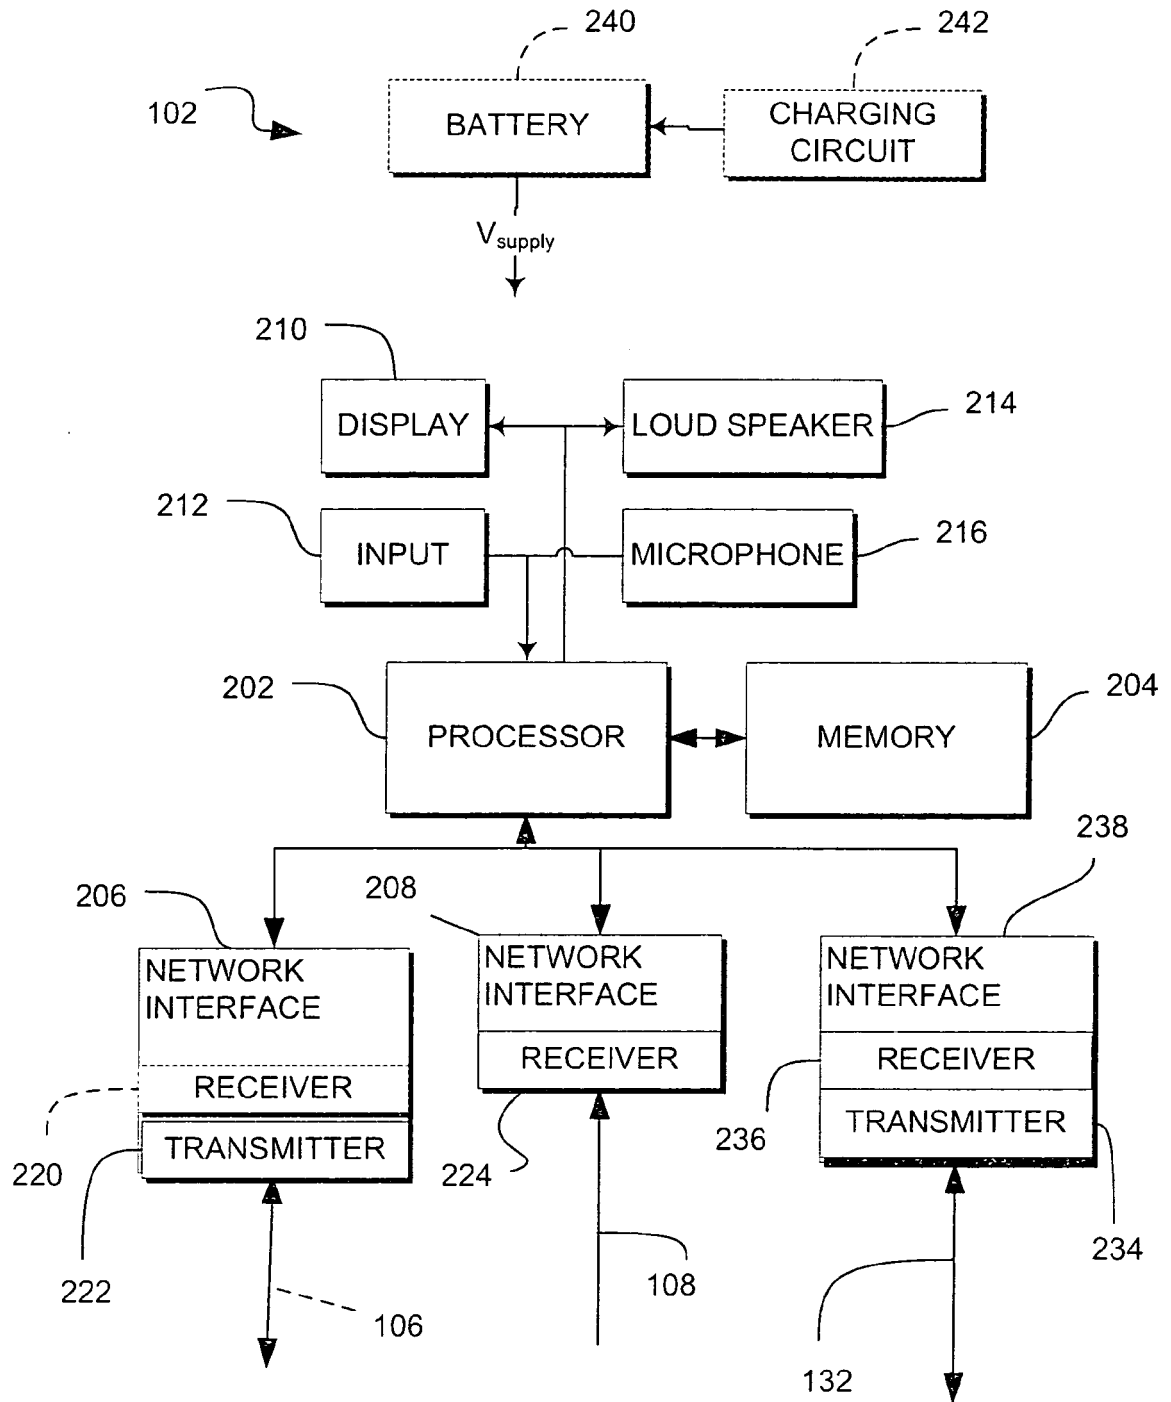 240
242
102
BATTERY
CHARGING
CIRCUIT
Vsupply
210
DISPLAY
LOUD SPEAKER
214
212
INPUT
MICROPHONE
216
202
PROCESSOR
MEMORY
204
238
206
208
NETWORK
INTERFACE
RECEIVER
TRANSMITTER
NETWORK
INTERFACE
RECEIVER
NETWORK
INTERFACE
RECEIVER
TRANSMITTER
220
222
224
236
234
106
108
132